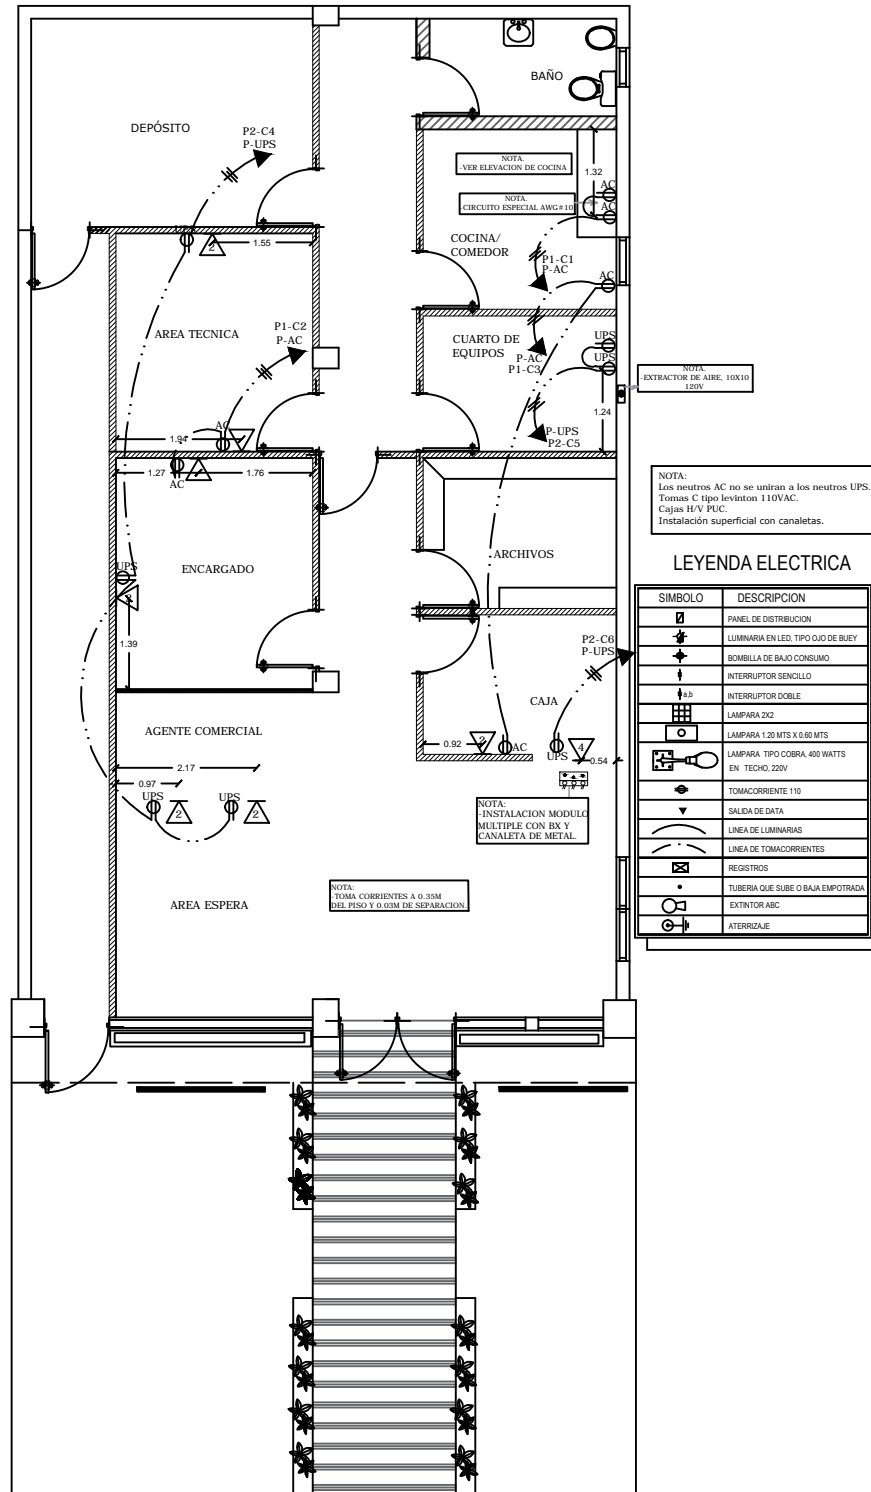 BAÑO
DEPÓSITO
P2-C4
P-UPS
NOTA.
-VER ELEVACION DE COCINA
1.32
AC
NOTA.
-CIRCUITO ESPECIAL AWG#10
AC
UPS
2
1.55
COCINA/
COMEDOR
P1-C1
P-AC
AC
AREA TECNICA
P1-C2
P-AC
CUARTO DE
EQUIPOS
UPS
UPS
P-AC
P1-C3
NOTA.
-EXTRACTOR DE AIRE, 10X10
120V
1.24
AC
1.94
P-UPS
P2-C5
1.27
1.76
AC
NOTA:
Los neutros AC no se uniran a los neutros UPS.
Tomas C tipo levinton 110VAC.
Cajas H/V PUC.
Instalación superficial con canaletas.
UPS
ENCARGADO
ARCHIVOS
1.39
LEYENDA ELECTRICA
SIMBOLO DESCRIPCION
PANEL DE DISTRIBUCION
LUMINARIA EN LED, TIPO OJO DE BUEY
BOMBILLA DE BAJO CONSUMO
INTERRUPTOR SENCILLO
a,b INTERRUPTOR DOBLE
LAMPARA 2X2
LAMPARA 1.20 MTS X 0.60 MTS
LAMPARA TIPO COBRA, 400 WATTS
EN TECHO, 220V
TOMACORRIENTE 110
SALIDA DE DATA
LINEA DE LUMINARIAS
LINEA DE TOMACORRIENTES
REGISTROS
TUBERIA QUE SUBE O BAJA EMPOTRADA
EXTINTOR ABC
ATERRIZAJE
P2-C6
P-UPS
CAJA
AGENTE COMERCIAL
0.92
2
AC
UPS
4
0.54
2.17
0.97
UPS
2
UPS
2
NOTA:
-INSTALACION MODULO
MULTIPLE CON BX Y
CANALETA DE METAL.
NOTA:
-TOMA CORRIENTES A 0.35M
DEL PISO Y 0.03M DE SEPARACION.
AREA ESPERA